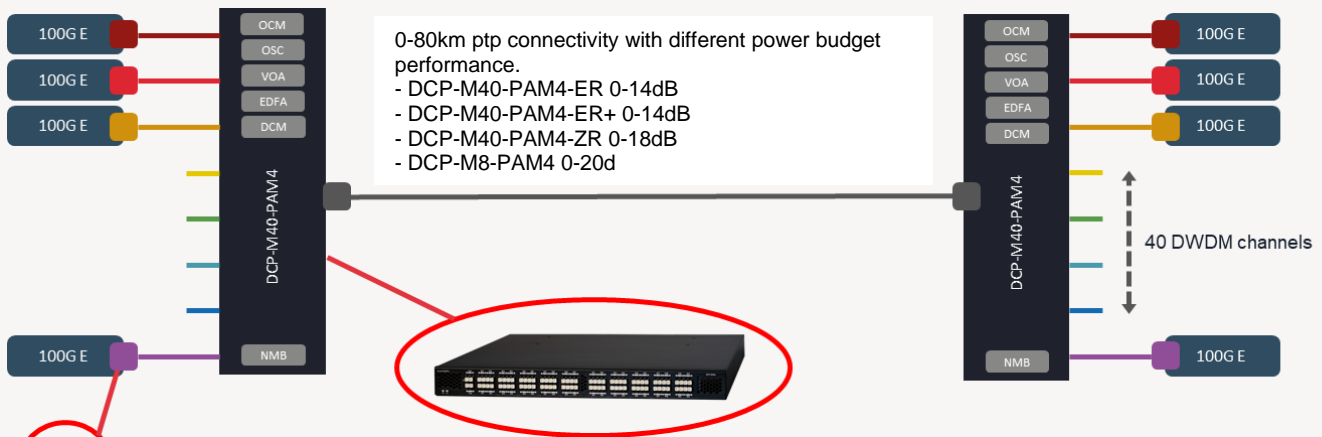 100G E
100G E
100G E
100G E
OCM
OSC
VOA
EDFA
DCM
DCP-M40-PAM4
NMB
0-80km ptp connectivity with different power budget
performance.
- DCP-M40-PAM4-ER 0-14dB
- DCP-M40-PAM4-ER+ 0-14dB
- DCP-M40-PAM4-ZR 0-18dB
- DCP-M8-PAM4 0-20d
OCM
OSC
VOA
EDFA
DCM
DCP-M40-PAM4
NMB
100G E
100G E
100G E
40 DWDM channels
100G E